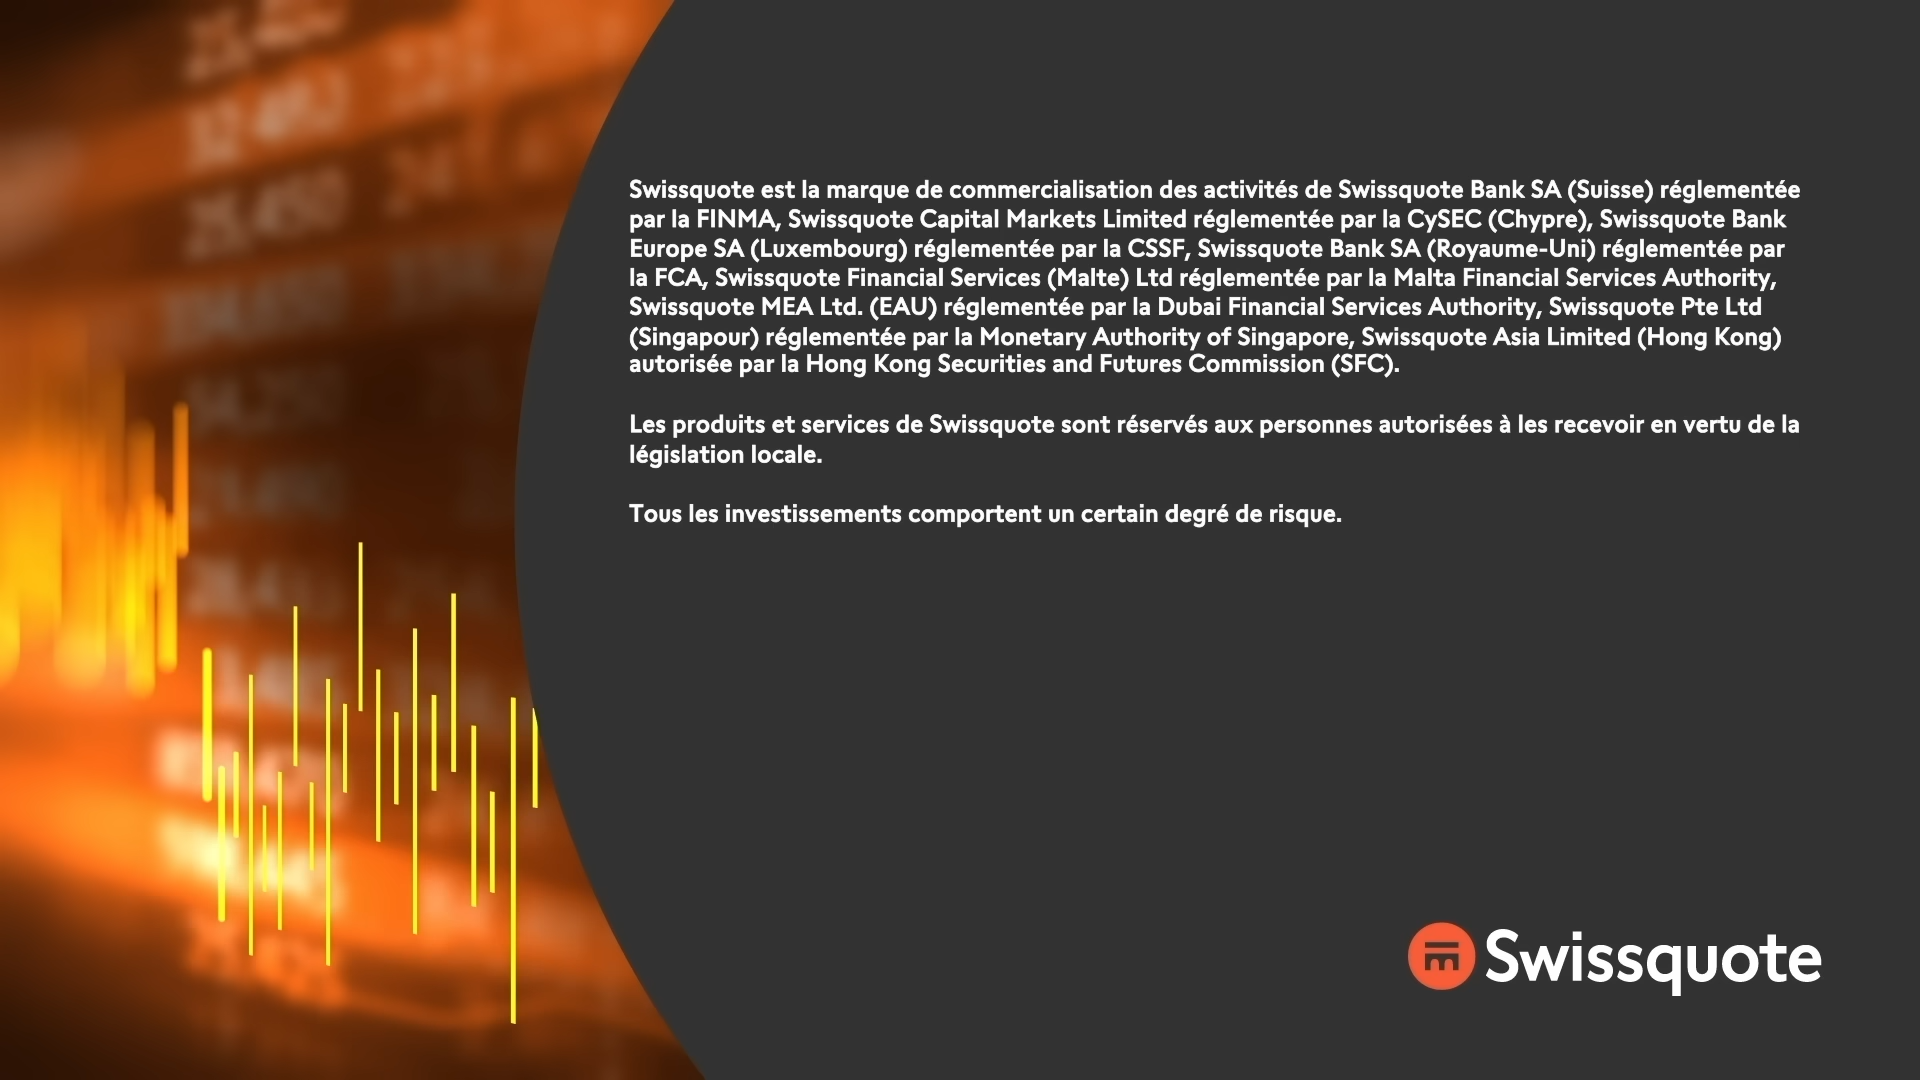 Swissquote est la marque de commercialisation des activités de Swissquote Bank SA (Suisse) réglementée
par la FINMA, Swissquote Capital Markets Limited réglementée par la CySEC (Chypre), Swissquote Bank
Europe SA (Luxembourg) réglementée par la CSSF, Swissquote Bank SA (Royaume-Uni) réglementée par
la FCA, Swissquote Financial Services (Malte) Ltd réglementée par la Malta Financial Services Authority,
Swissquote MEA Ltd. (EAU) réglementée par la Dubai Financial Services Authority, Swissquote Pte Ltd
(Singapour) réglementée par la Monetary Authority of Singapore, Swissquote Asia Limited (Hong Kong)
autorisée par la Hong Kong Securities and Futures Commission (SFC).
Les produits et services de Swissquote sont réservés aux personnes autorisées à les recevoir en vertu de la
législation locale.
Tous les investissements comportent un certain degré de risque.
Swissquote